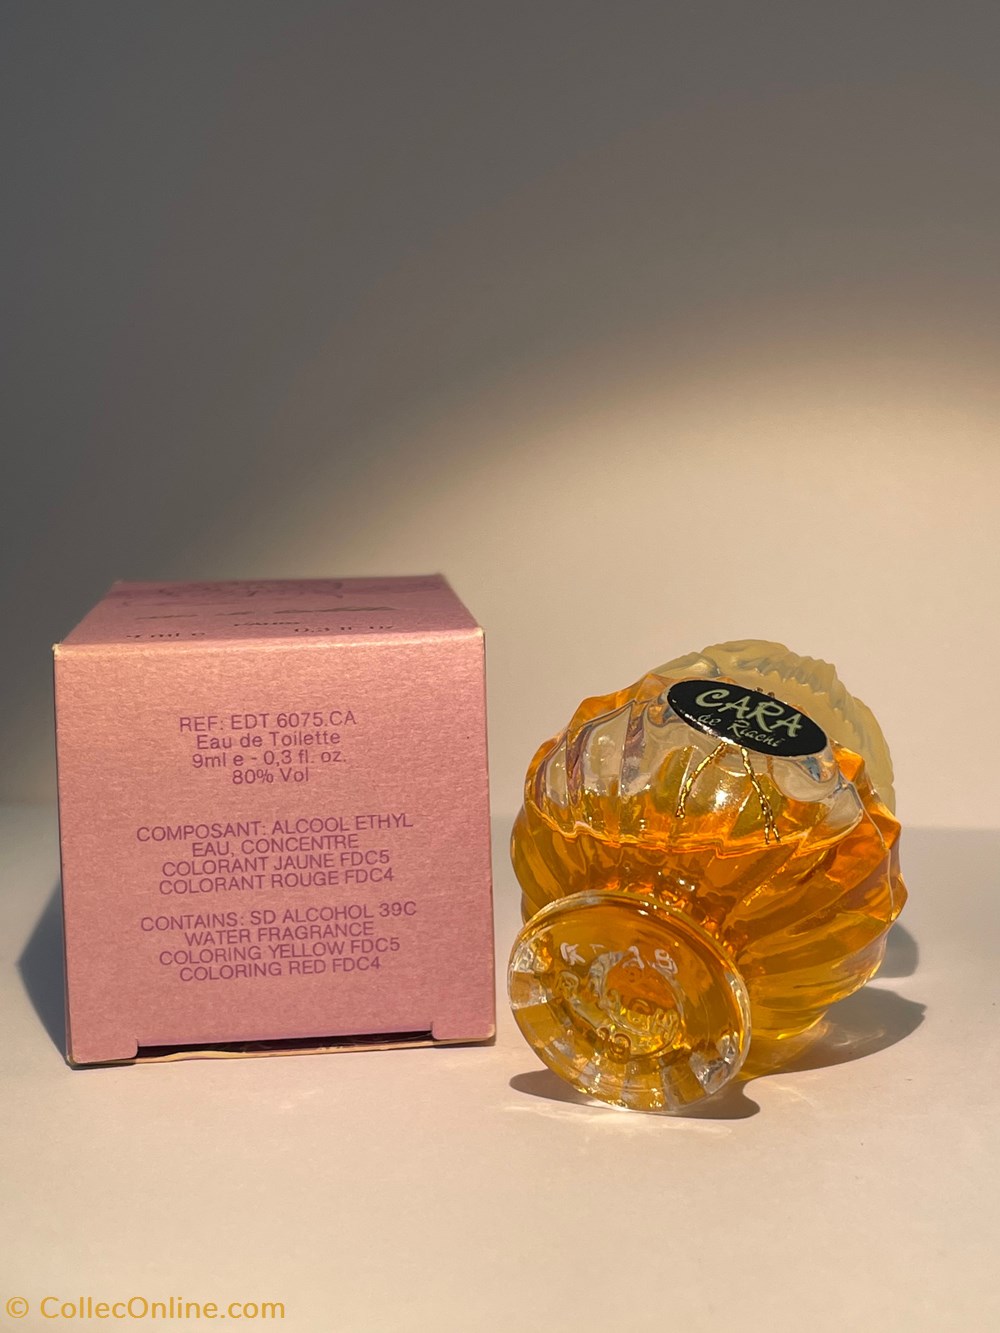 REF: EDT 6075.CA
Eau de Toilette
9ml e - 0,3 fl. oz.
80% Vol
COMPOSANT: ALCOOL ETHYL
EAU, CONCENTRE
COLORANT JAUNE FDC5
COLORANT ROUGE FDC4
CONTAINS: SD ALCOHOL 39C
WATER FRAGRANCE
COLORING YELLOW FDC5
COLORING RED FDC4
CARA
de Riachi
© CollecOnline.com